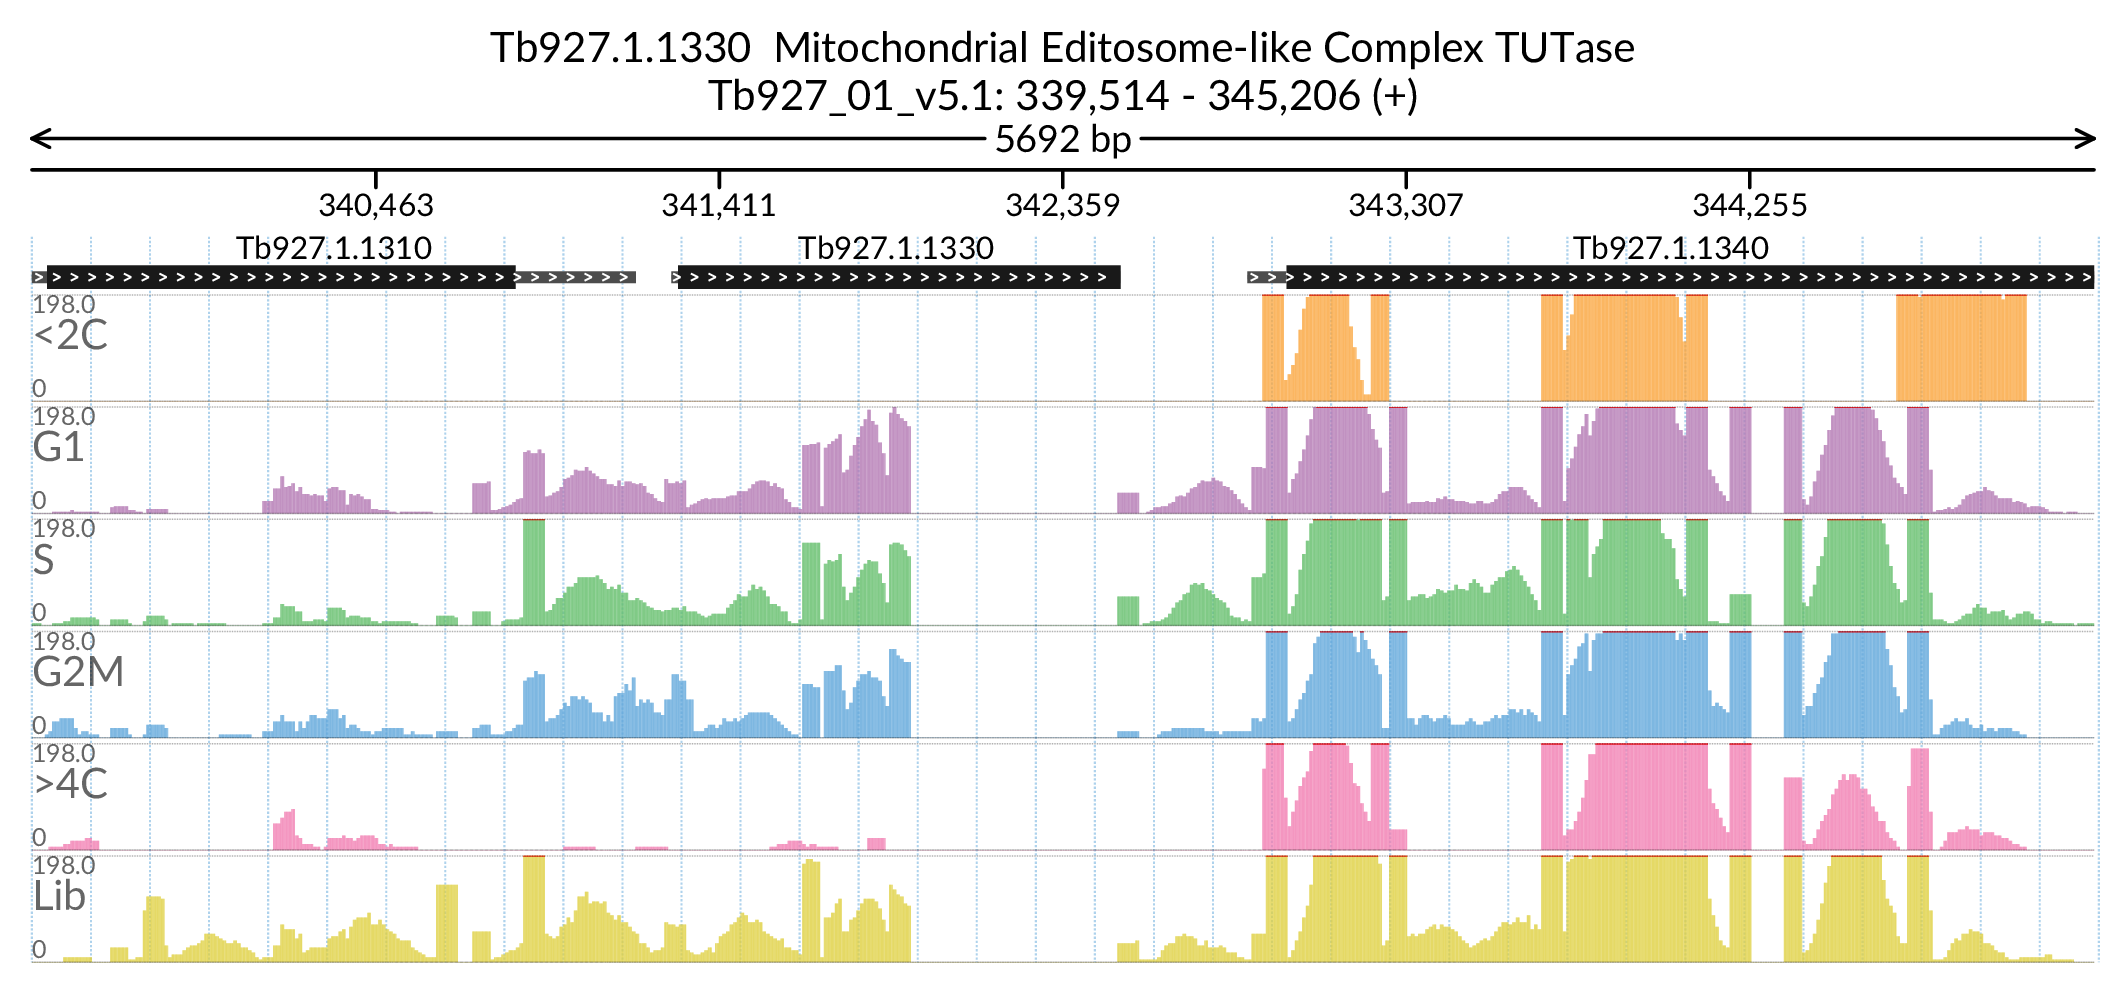 Tb927.1.1330 Mitochondrial Editosome-like Complex TUTase
Tb927_01_v5.1: 339,514 - 345,206 (+)
5692 bp
340,463 341,411 342,359 343,307 344,255
Tb927.1.1310 Tb927.1.1330 Tb927.1.1340
198.0
<2C
0
198.0
G1
0
198.0
S
0
198.0
G2M
0
198.0
>4C
0
198.0
Lib
0